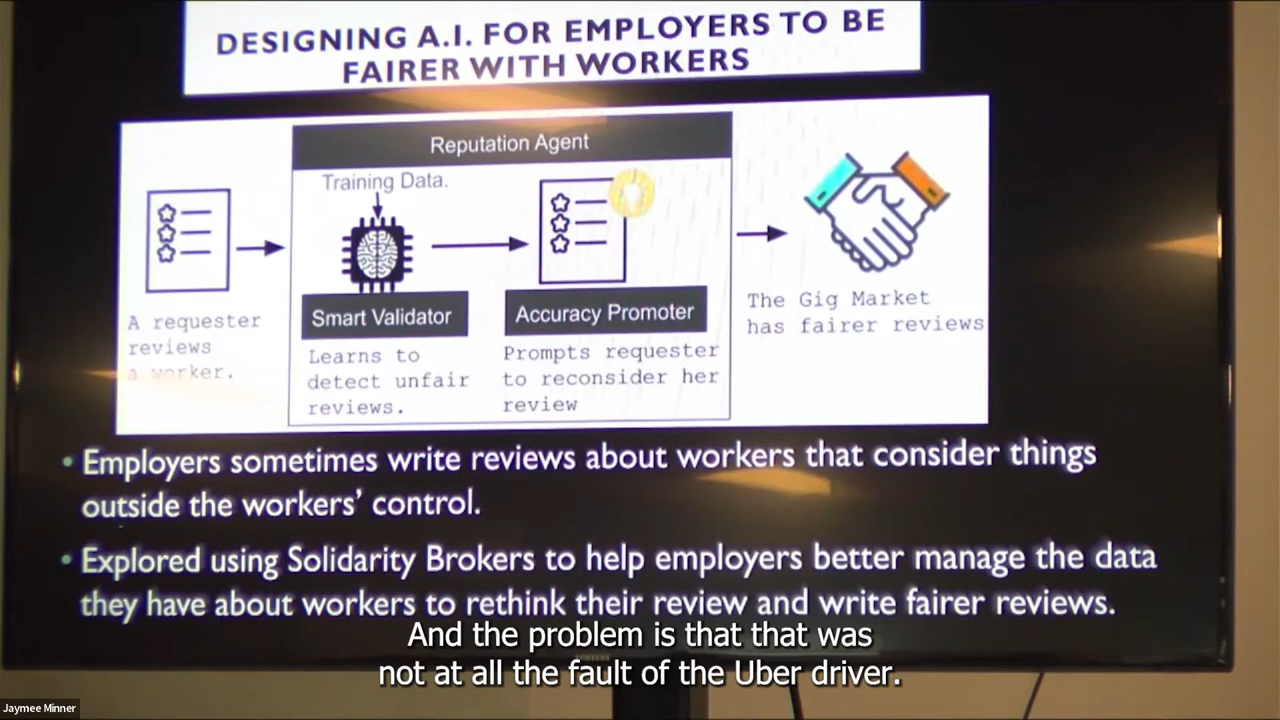 DESIGNING A.I. FOR EMPLOYERS TO BE
FAIRER WITH WORKERS
Reputation Agent
Training Data.
Smart Validator
Accuracy Promoter
A requester
reviews
a worker.
Learns to
detect unfair
reviews.
Prompts requester
to reconsider her
review
The Gig Market
has fairer reviews
• Employers sometimes write reviews about workers that consider things
outside the workers' control.
• Explored using Solidarity Brokers to help employers better manage the data
they have about workers to rethink their review and write fairer reviews.
And the problem is that that was
not at all the fault of the Uber driver.
Jaymee Minner